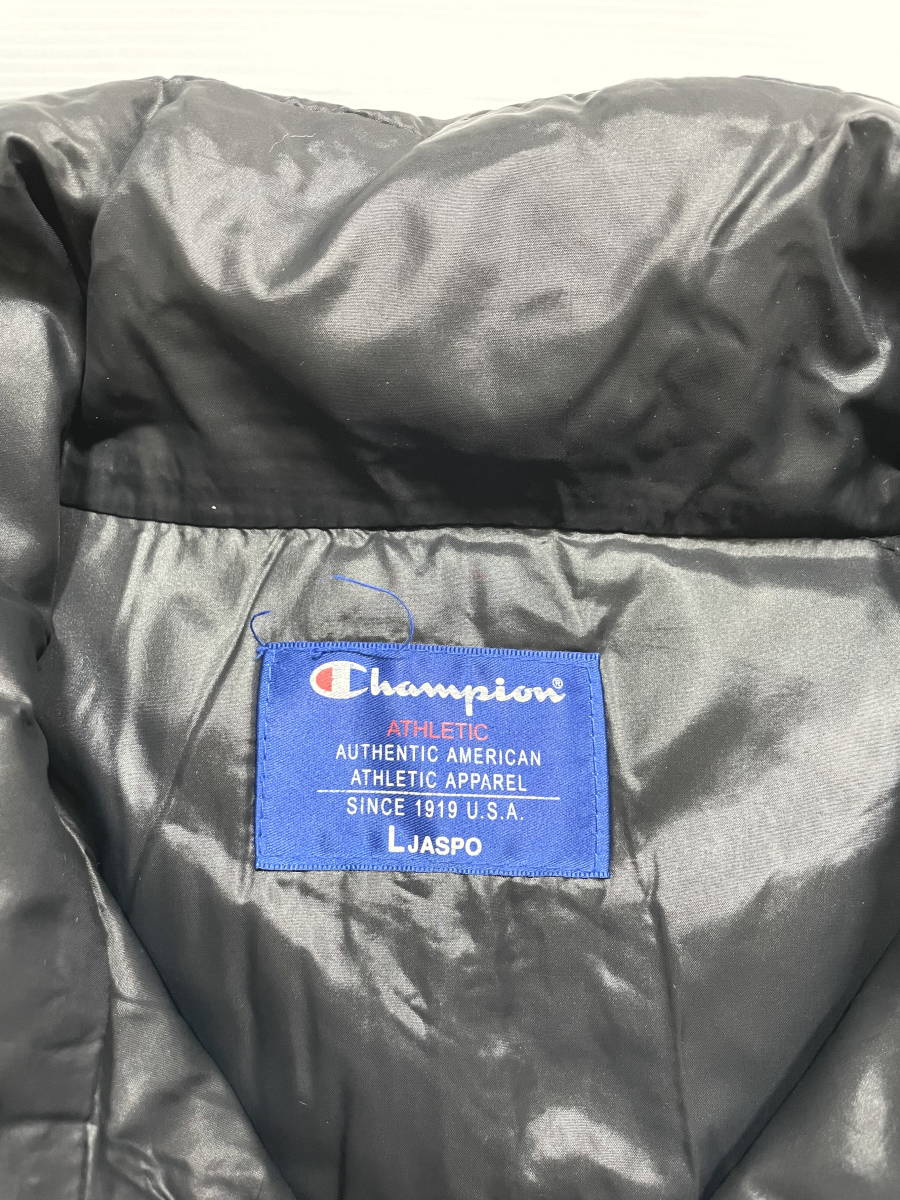 Champion®
ATHLETIC
AUTHENTIC AMERICAN
ATHLETIC APPAREL
SINCE 1919 U.S.A.
L JASPO